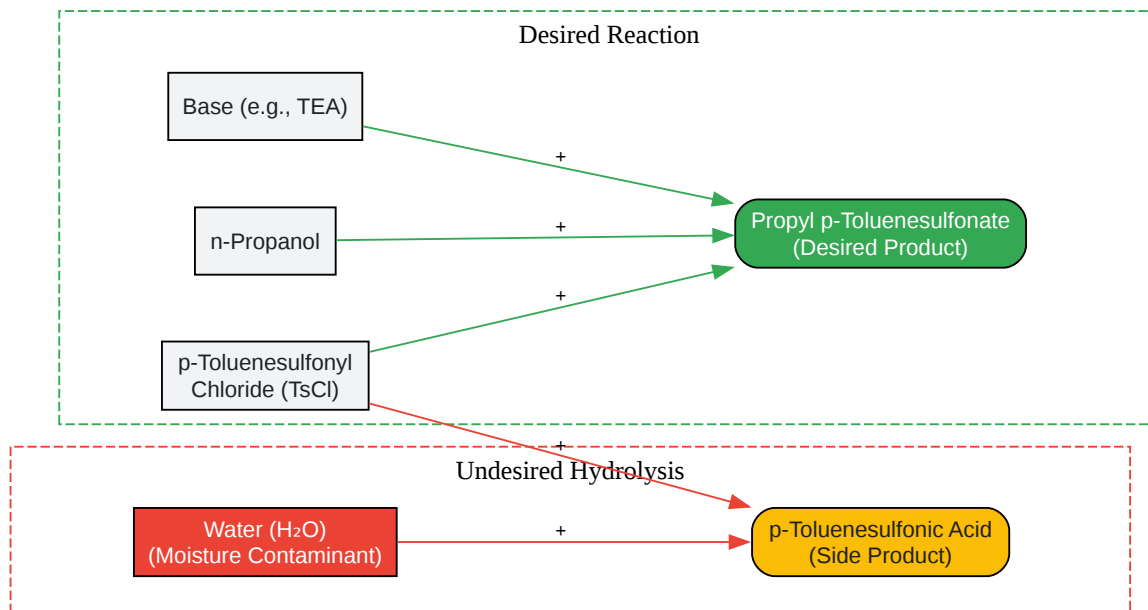 Desired Reaction
Base (e.g., TEA)
+
n-Propanol
+
Propyl p-Toluenesulfonate
(Desired Product)
+
p-Toluenesulfonyl
Chloride (TsCl)
+
Undesired Hydrolysis
Water (H₂O)
(Moisture Contaminant)
+
p-Toluenesulfonic Acid
(Side Product)